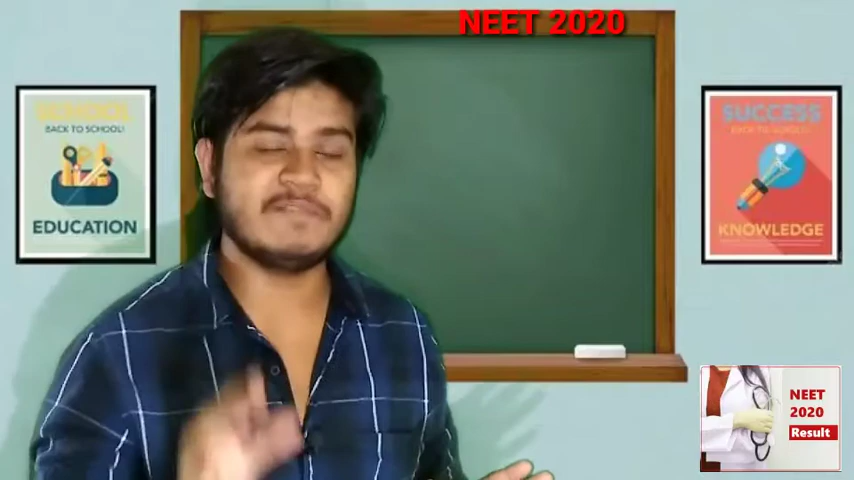 NEET 2020
SCHOOL
BACK TO SCHOOL!
EDUCATION
SUCCESS
BACK TO SCHOOL!
KNOWLEDGE
NEET
2020
Result